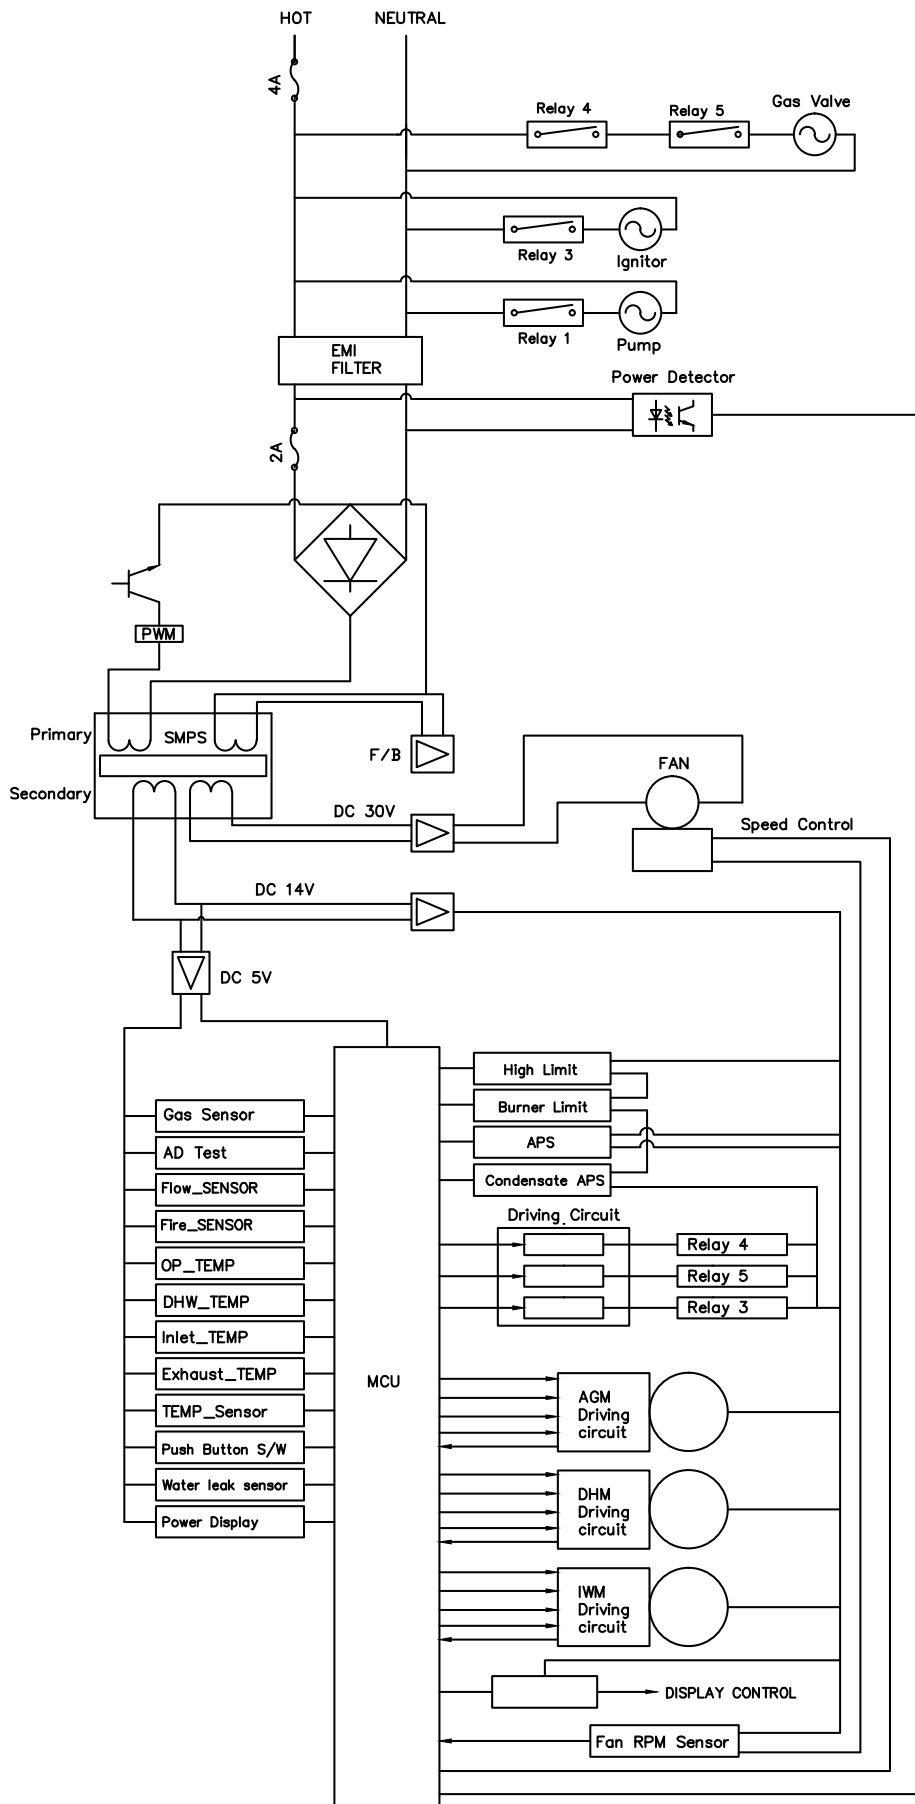 HOT
NEUTRAL
4A
Relay 4
Relay 5
Gas Valve
Relay 3
Ignitor
Relay 1
Pump
EMI
FILTER
Power Detector
2A
PWM
Primary
SMPS
F/B
Secondary
DC 30V
FAN
Speed Control
DC 14V
DC 5V
High Limit
Burner Limit
APS
Condensate APS
Gas Sensor
AD Test
Flow_SENSOR
Fire_SENSOR
OP_TEMP
DHW_TEMP
Inlet_TEMP
Exhaust_TEMP
TEMP_Sensor
Push Button S/W
Water leak sensor
Power Display
MCU
Driving Circuit
Relay 4
Relay 5
Relay 3
AGM
Driving
circuit
DHM
Driving
circuit
IWM
Driving
circuit
DISPLAY CONTROL
Fan RPM Sensor